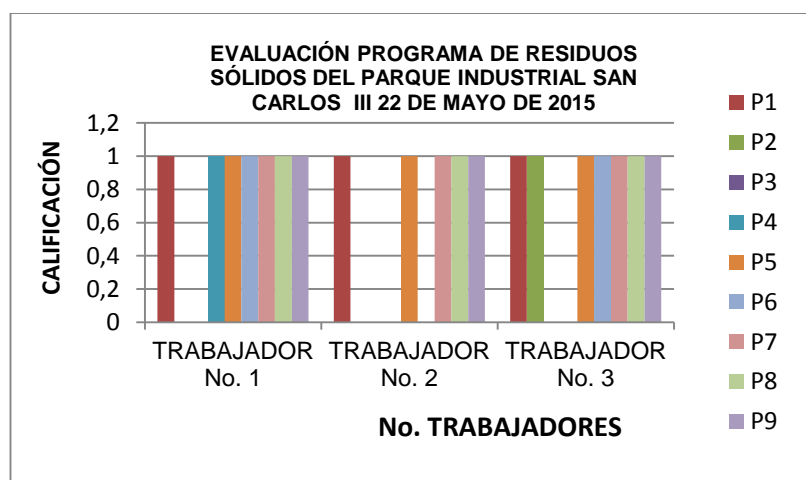 EVALUACIÓN PROGRAMA DE RESIDUOS
SÓLIDOS DEL PARQUE INDUSTRIAL SAN
CARLOS III 22 DE MAYO DE 2015
CALIFICACIÓN
1,2
1
0,8
0,6
0,4
0,2
0
TRABAJADOR
No. 1
TRABAJADOR
No. 2
TRABAJADOR
No. 3
No. TRABAJADORES
P1
P2
P3
P4
P5
P6
P7
P8
P9